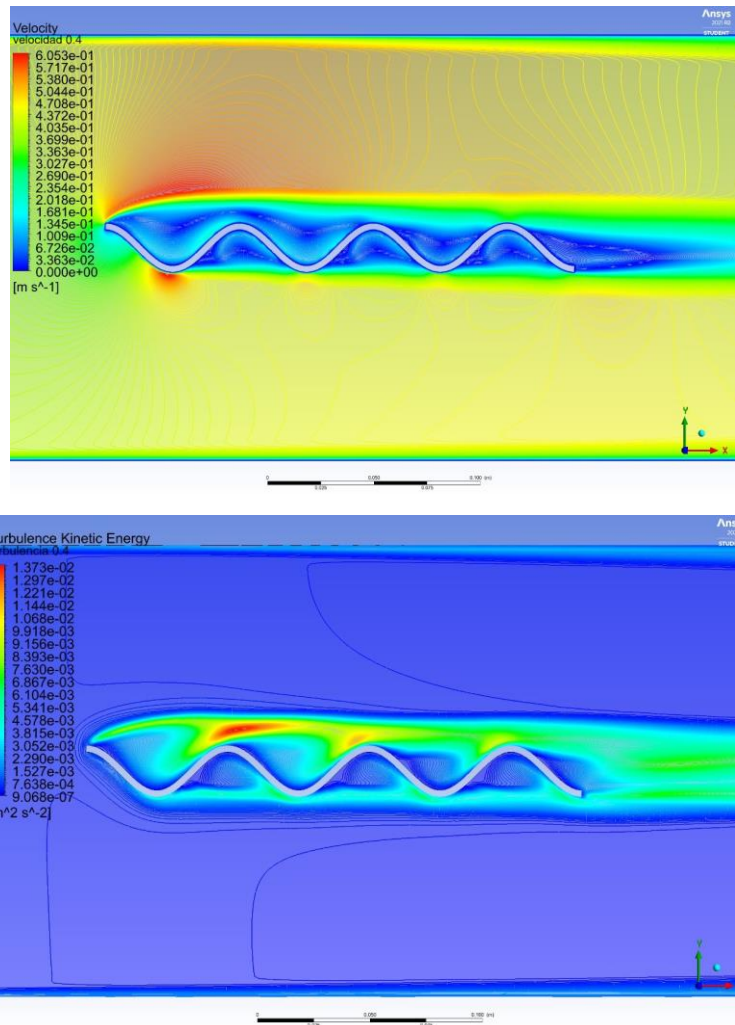 Ansys
STUDENT
Velocity
velocidad 0.4
6.053e-01
5.717e-01
5.380e-01
5.044e-01
4.708e-01
4.372e-01
4.035e-01
3.699e-01
3.363e-01
3.027e-01
2.690e-01
2.354e-01
2.018e-01
1.681e-01
1.345e-01
1.009e-01
6.726e-02
3.363e-02
0.000e+00
[m s^-1]
Y
X
0
0.025
0.050
0.075
0.100 (m)
Ans
STUD
urbulence Kinetic Energy
rbulencia 0.4
1.373e-02
1.297e-02
1.221e-02
1.144e-02
1.068e-02
9.918e-03
9.156e-03
8.393e-03
7.630e-03
6.867e-03
6.104e-03
5.341e-03
4.578e-03
3.815e-03
3.052e-03
2.290e-03
1.527e-03
7.638e-04
9.068e-07
^2 s^-2]
Y
0
0.050
0.100 (m)